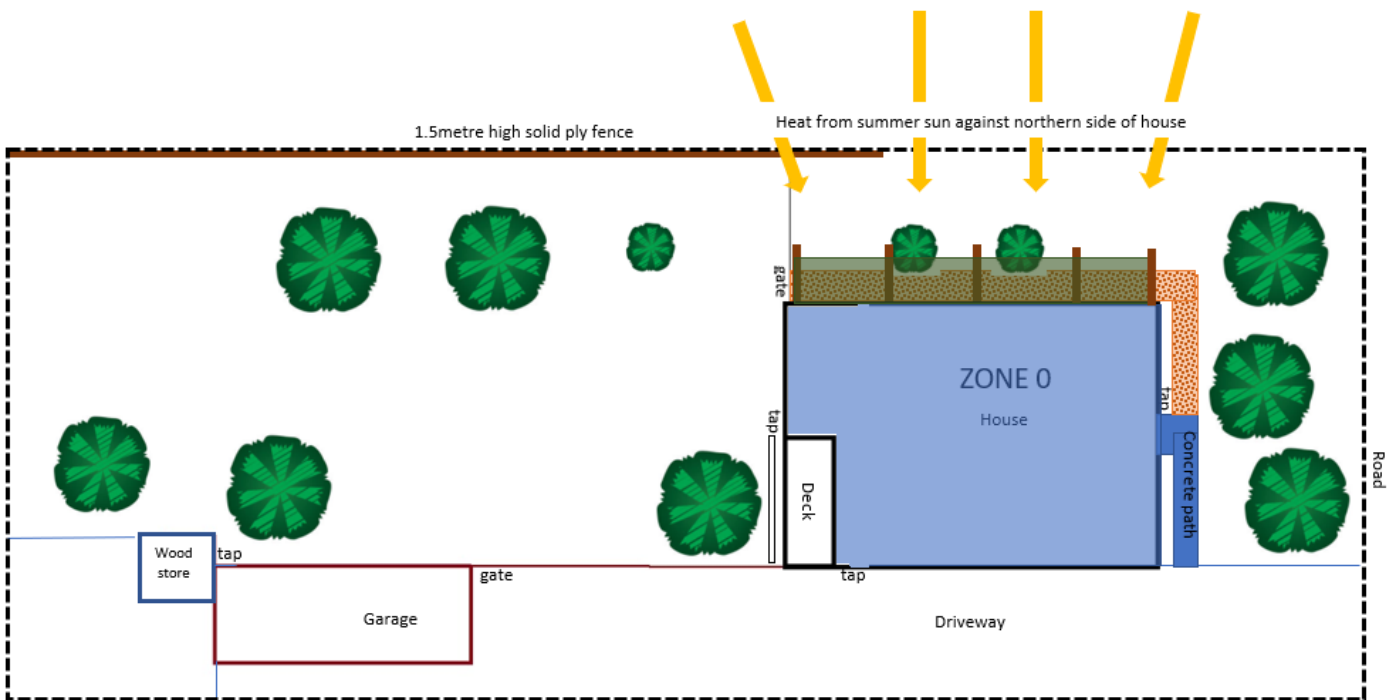 1.5metre high solid ply fence
Heat from summer sun against northern side of house
gate
ZONE 0
House
tap
tap
Deck
Concrete path
Road
Wood
store
tap
gate
tap
Garage
Driveway